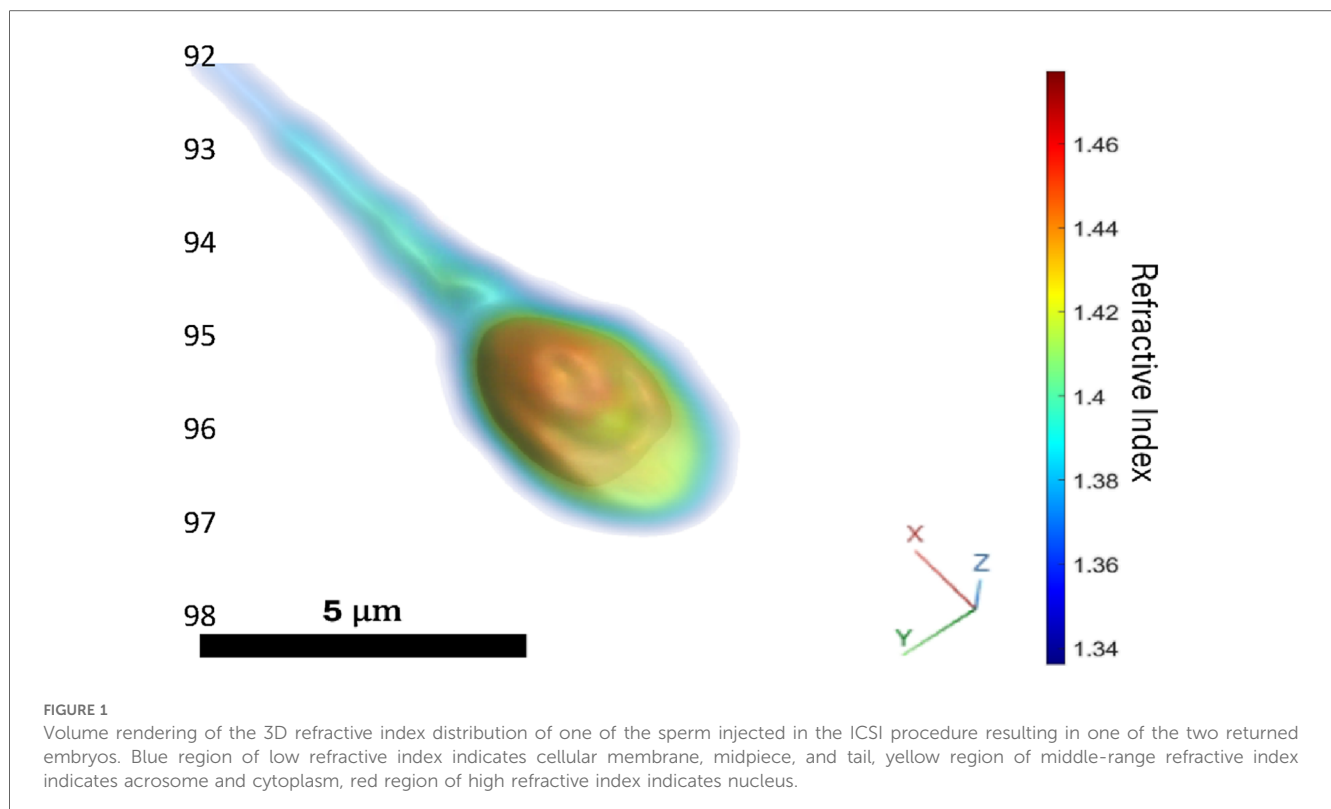 92
93
94
95
96
97
98
5 µm
1.46
1.44
1.42
1.4
1.38
1.36
1.34
Refractive Index
X
Z
Y
FIGURE 1
Volume rendering of the 3D refractive index distribution of one of the sperm injected in the ICSI procedure resulting in one of the two returned
embryos. Blue region of low refractive index indicates cellular membrane, midpiece, and tail, yellow region of middle-range refractive index
indicates acrosome and cytoplasm, red region of high refractive index indicates nucleus.